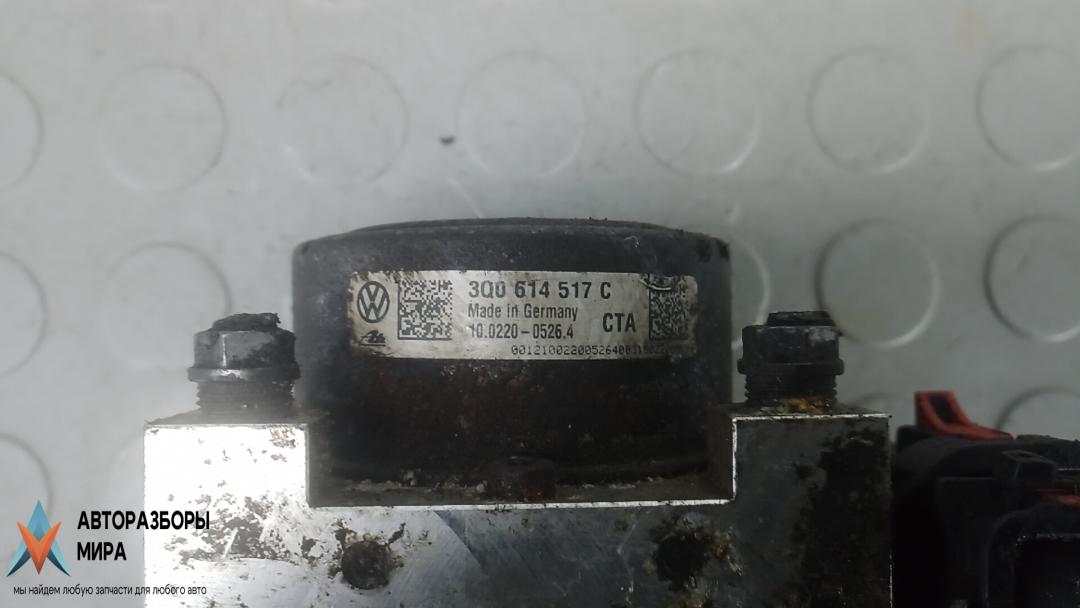 3Q0 614 517 C
Made in Germany
10.0220-0526.4
CTA
АВТОРАЗБОРЫ
МИРА
мы найдем любую запчасти для любого авто